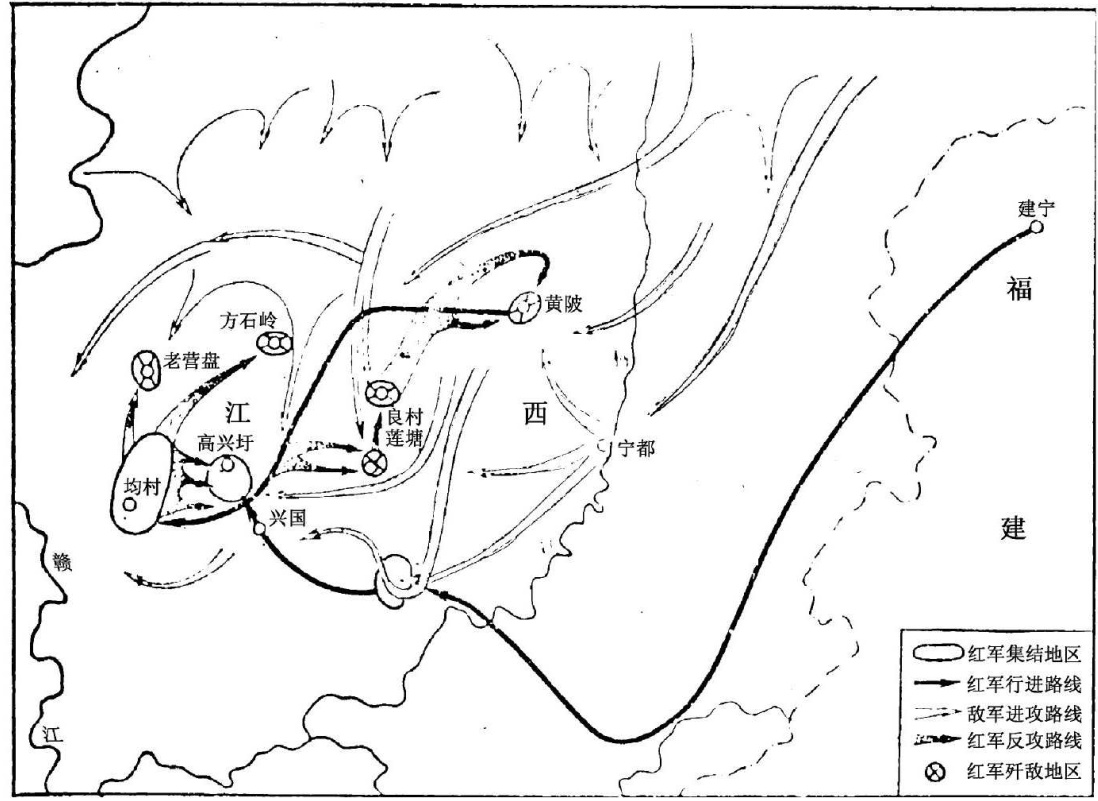 建宁
福
黄陂
方石岭
老营盘
江
良村
西
莲塘
高兴圩
宁都
均村
兴国
建
赣
江
红军集结地区
红军行进路线
敌军进攻路线
红军反攻路线
红军歼敌地区